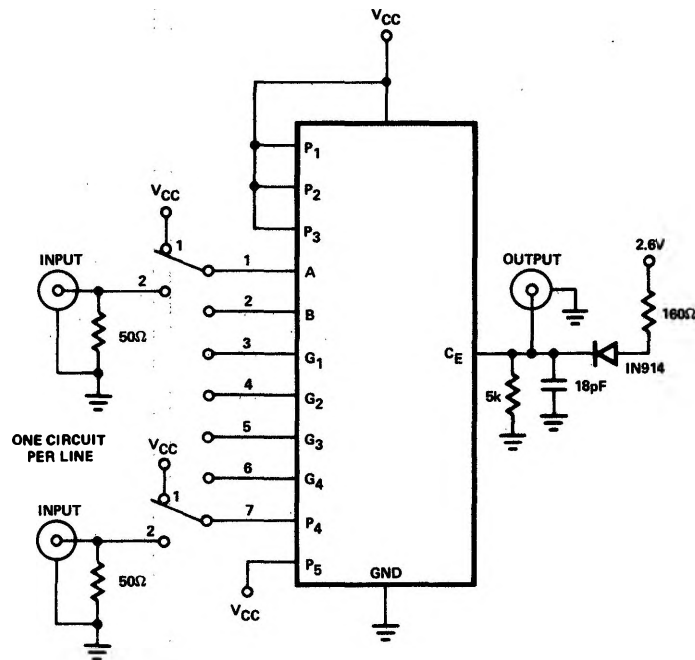 VCC
P1
P2
P3
VCC
1
INPUT
2
50Ω
1
A
2
B
3
G1
4
G2
5
G3
6
G4
7
P4
P5
GND
VCC
ONE CIRCUIT
PER LINE
VCC
1
INPUT
2
50Ω
CE
OUTPUT
2.6V
160Ω
IN914
5k
18pF